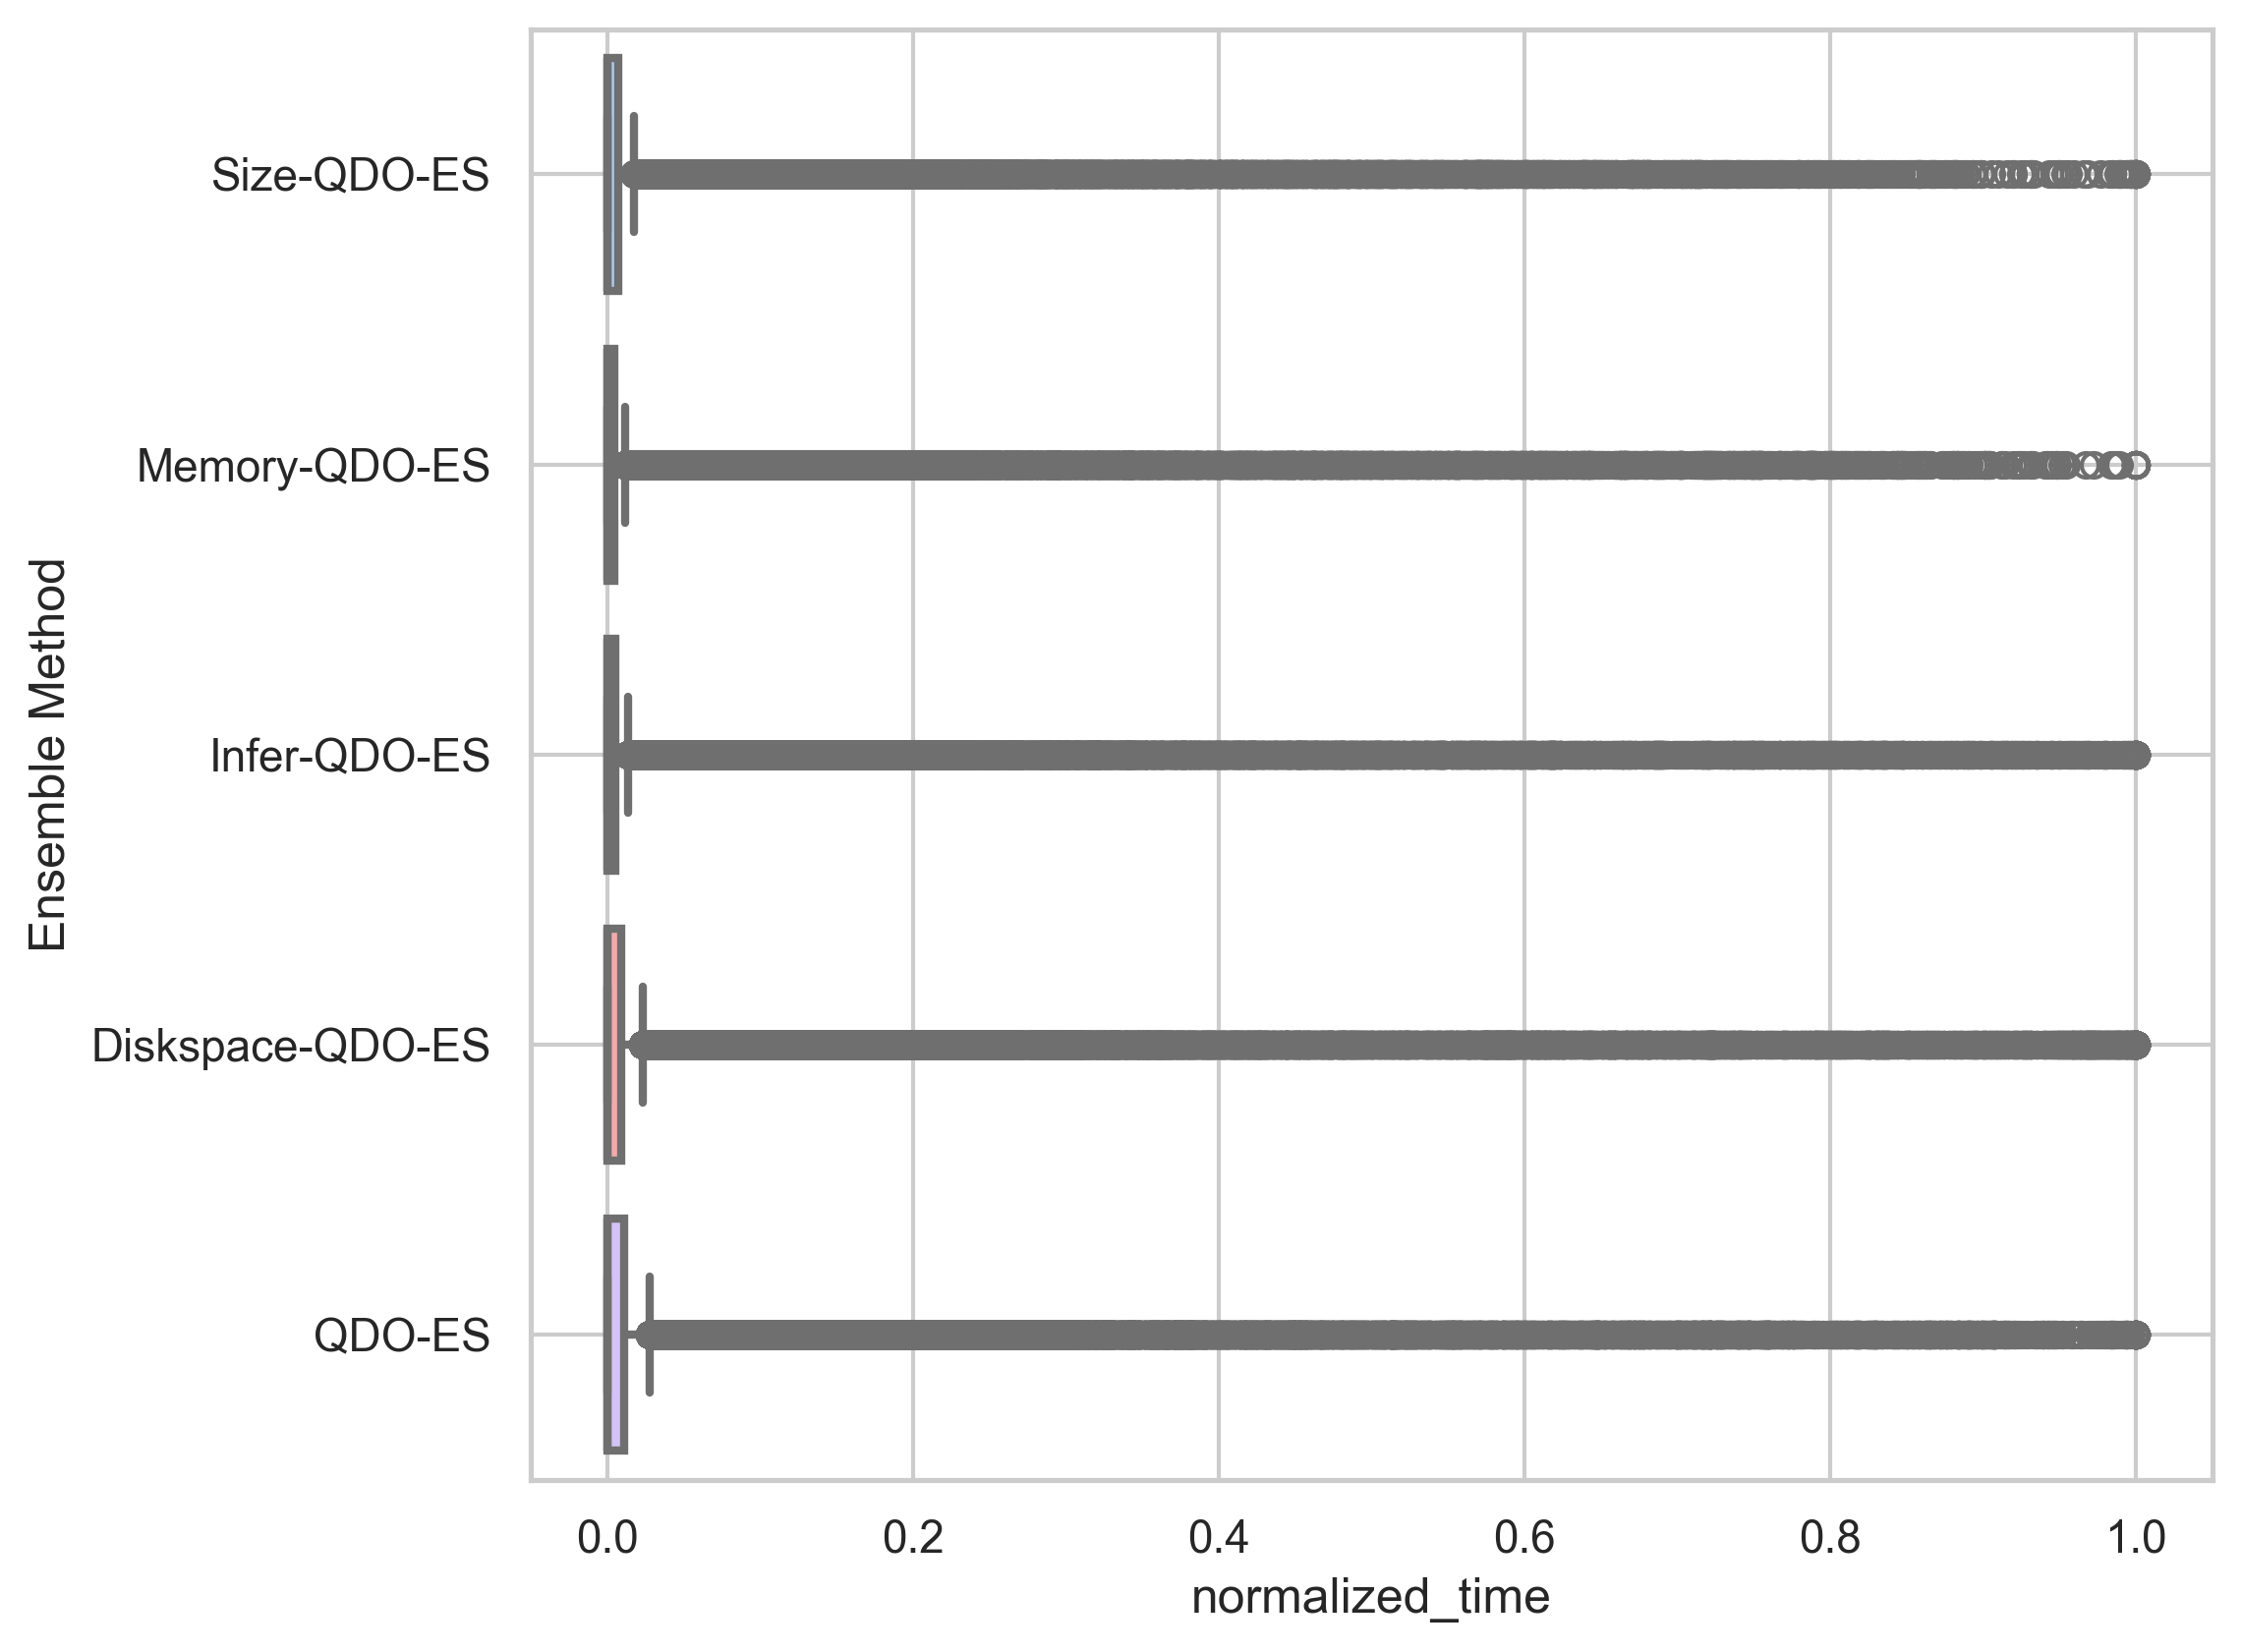 Ensemble Method
Size-QDO-ES
Memory-QDO-ES
Infer-QDO-ES
Diskspace-QDO-ES
QDO-ES
0.0 0.2 0.4 0.6 0.8 1.0
normalized_time